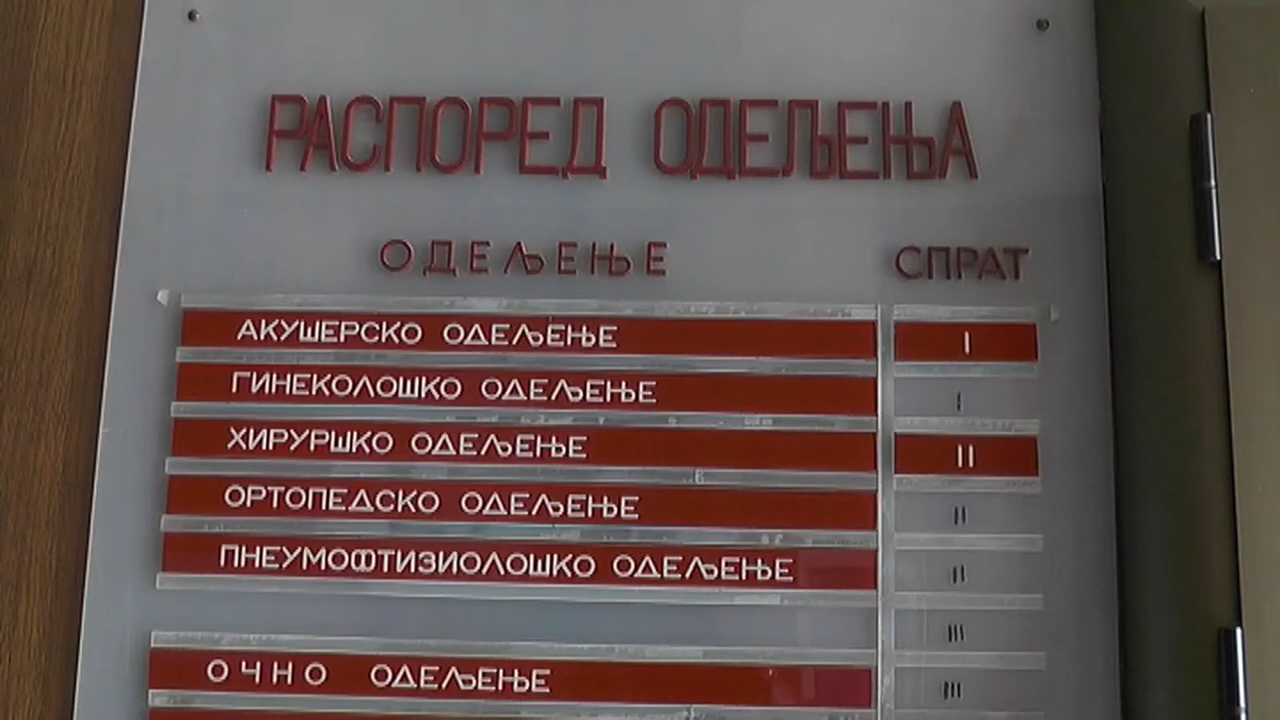 РАСПОРЕД ОДЕЉЕЊА
ОДЕЉЕЊЕ СПРАТ
АКУШЕРСКО ОДЕЉЕЊЕ I
ГИНЕКОЛОШКО ОДЕЉЕЊЕ I
ХИРУРШКО ОДЕЉЕЊЕ II
ОРТОПЕДСКО ОДЕЉЕЊЕ II
ПНЕУМОФТИЗИОЛОШКО ОДЕЉЕЊЕ II
III
ОЧНО ОДЕЉЕЊЕ III